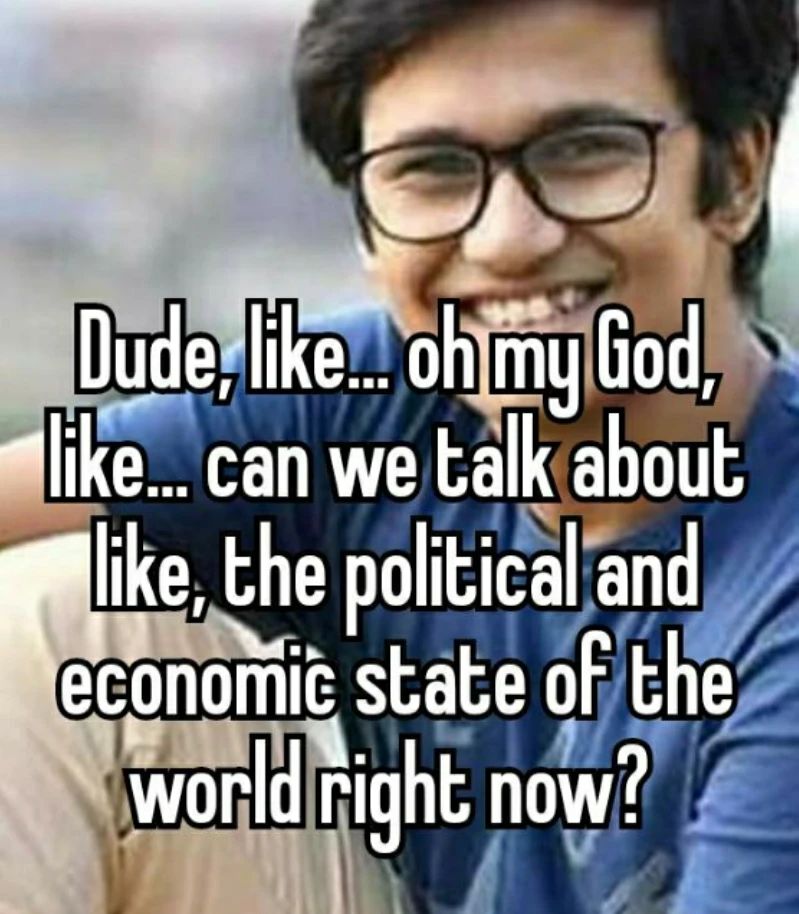 Dude, like... oh my God,
like... can we talk about
like, the political and
economic state of the
world right now?